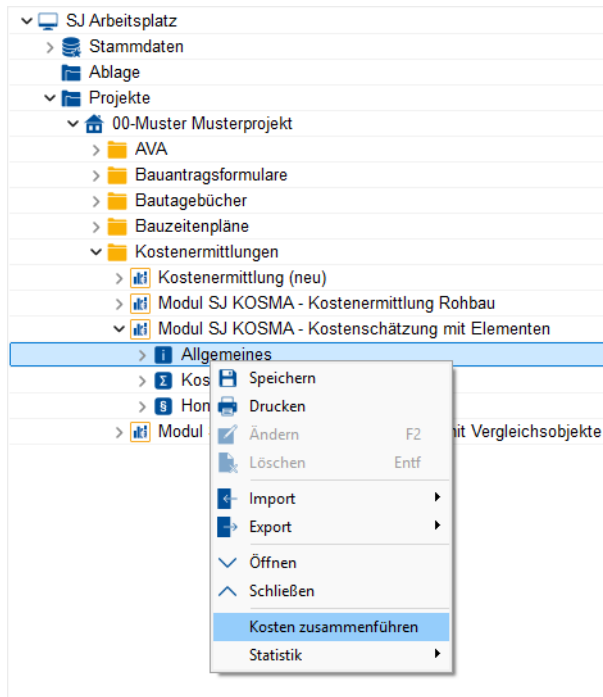 SJ Arbeitsplatz
Stammdaten
Ablage
Projekte
00-Muster Musterprojekt
AVA
Bauantragsformulare
Bautagebücher
Bauzeitenpläne
Kostenermittlungen
Kostenermittlung (neu)
Modul SJ KOSMA - Kostenermittlung Rohbau
Modul SJ KOSMA - Kostenschätzung mit Elementen
Allgemeines
Kos
Hon
Modul
mit Vergleichsobjekte
Speichern
Drucken
Ändern F2
Löschen Entf
Import
Export
Öffnen
Schließen
Kosten zusammenführen
Statistik